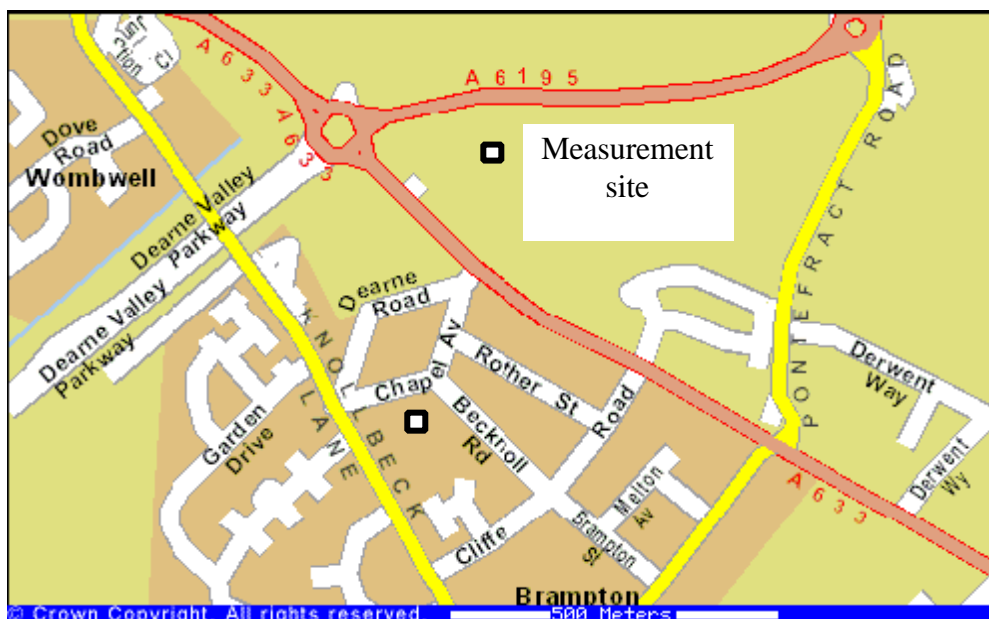 Junction Cl
A 6 3 3 A 6 3 3
A 6 1 9 5
PONTEFRACT ROAD
Measurement
site
Dove
Road
Wombwell
Dearne Valley
Parkway
Dearne Valley
Parkway
Dearne
Road
KNOLLBECK
LANE
Chapel Av
Rother St
Becknoll
Rd
Garden
Drive
Cliffe Road
Melton
Av
Brampton
St
Derwent
Way
Derwent
Wy
A 6 3 3
Brampton
© Crown Copyright. All rights reserved. 500 Meters